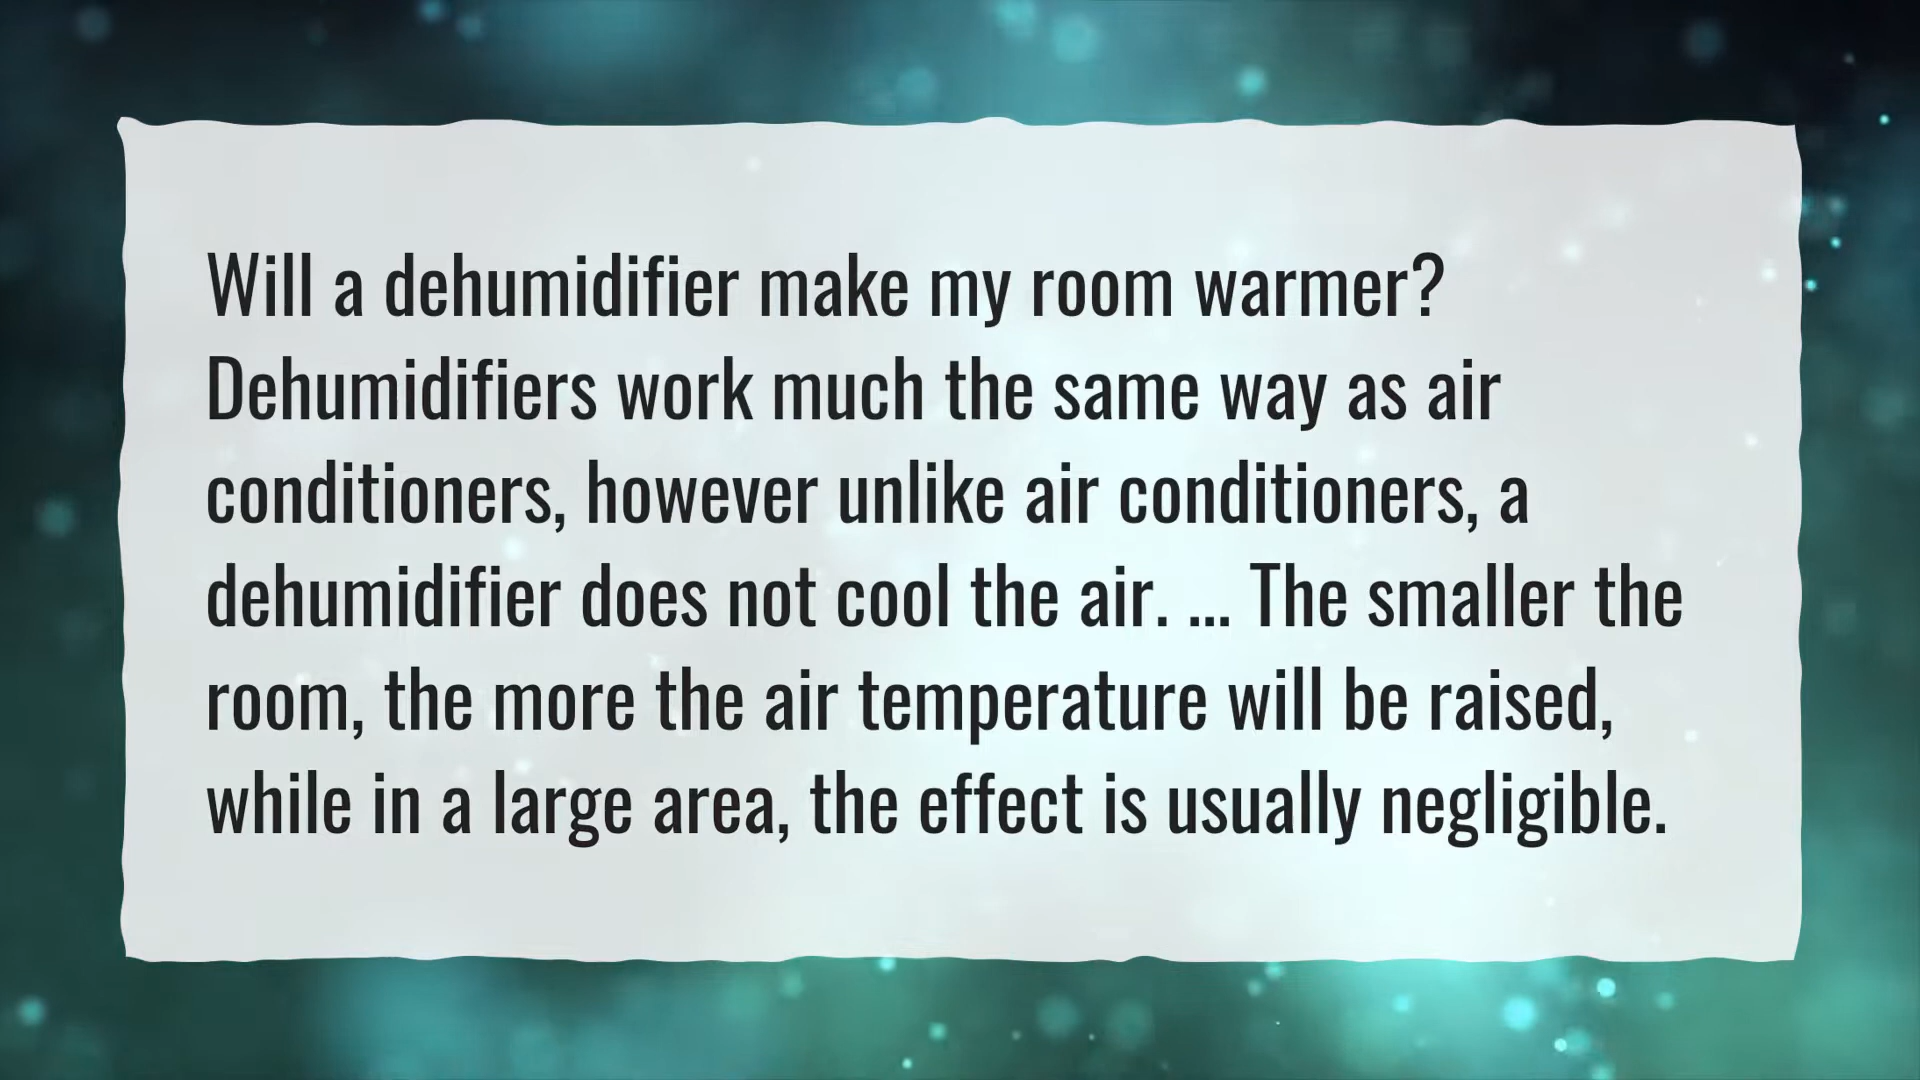 Will a dehumidifier make my room warmer?
Dehumidifiers work much the same way as air
conditioners, however unlike air conditioners, a
dehumidifier does not cool the air. ... The smaller the
room, the more the air temperature will be raised,
while in a large area, the effect is usually negligible.